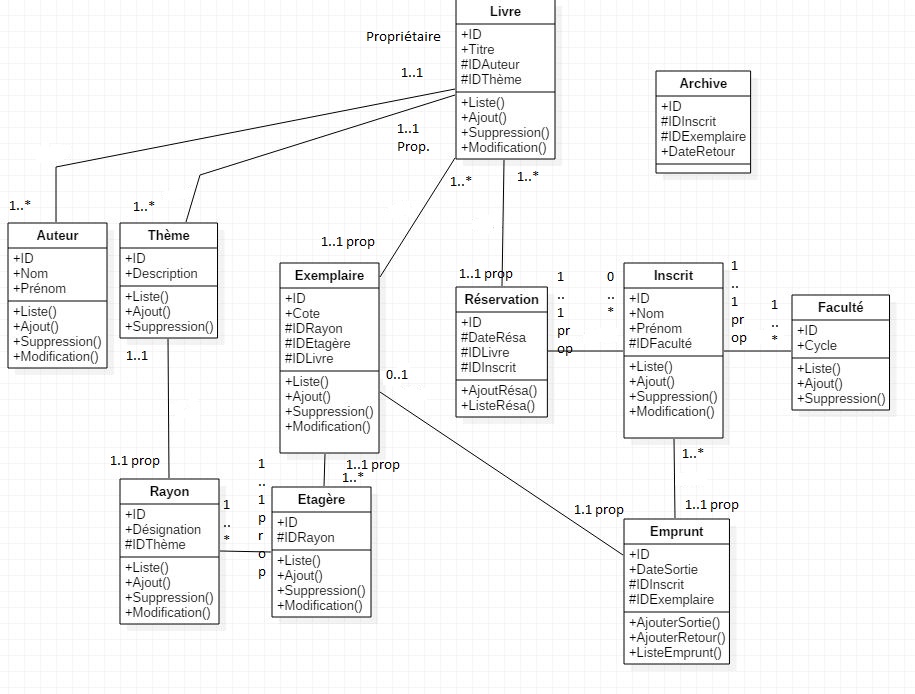 Livre
+ID
+Titre
#IDAuteur
#IDThème
+Liste()
+Ajout()
+Suppression()
+Modification()
Propriétaire
1..1
1..1
Prop.
1..*
1..*
1..*
1..*
Archive
+ID
#IDInscrit
#IDExemplaire
+DateRetour
Auteur
+ID
+Nom
+Prénom
+Liste()
+Ajout()
+Suppression()
+Modification()
Thème
+ID
+Description
+Liste()
+Ajout()
+Suppression()
1..1
1..1 prop
Exemplaire
+ID
+Cote
#IDRayon
#IDEtagère
#IDLivre
+Liste()
+Ajout()
+Suppression()
+Modification()
0..1
1..1 prop
Réservation
+ID
#DateRésa
#IDLivre
#IDInscrit
+AjoutRésa()
+ListeRésa()
1
..
1
pr
op
0
..
*
Inscrit
+ID
+Nom
+Prénom
#IDFaculté
+Liste()
+Ajout()
+Suppression()
+Modification()
1
..
1
pr
op
1
..
*
Faculté
+ID
+Cycle
+Liste()
+Ajout()
+Suppression()
1.1 prop
Rayon
+ID
+Désignation
#IDThème
+Liste()
+Ajout()
+Suppression()
+Modification()
1
..
*
1
..
1
p
r
o
p
1..1 prop
1..*
Etagère
+ID
#IDRayon
+Liste()
+Ajout()
+Suppression()
+Modification()
1..*
1.1 prop
1..1 prop
Emprunt
+ID
+DateSortie
#IDInscrit
#IDExemplaire
+AjouterSortie()
+AjouterRetour()
+ListeEmprunt()